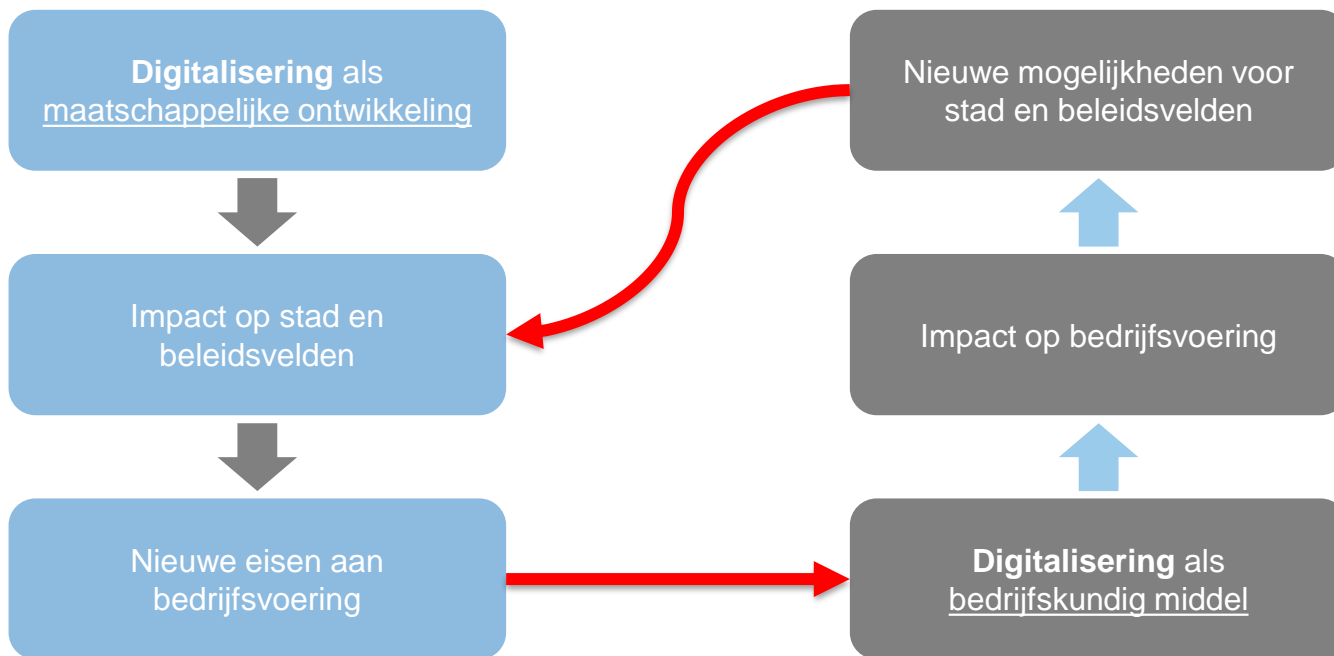 Digitalisering als
maatschappelijke ontwikkeling
Impact op stad en
beleidsvelden
Nieuwe eisen aan
bedrijfsvoering
Nieuwe mogelijkheden voor
stad en beleidsvelden
Impact op bedrijfsvoering
Digitalisering als
bedrijfskundig middel